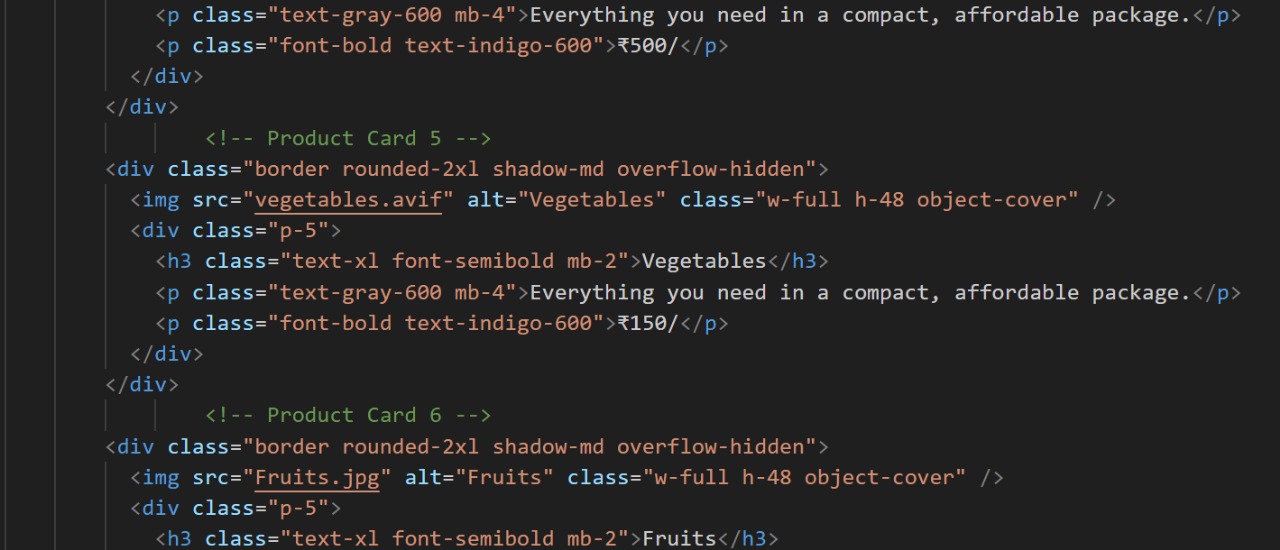 <p class="text-gray-600 mb-4">Everything you need in a compact, affordable package.</p>
<p class="font-bold text-indigo-600">₹500/</p>
</div>
</div>
<!-- Product Card 5 -->
<div class="border rounded-2xl shadow-md overflow-hidden">
<img src="vegetables.avif" alt="Vegetables" class="w-full h-48 object-cover" />
<div class="p-5">
<h3 class="text-xl font-semibold mb-2">Vegetables</h3>
<p class="text-gray-600 mb-4">Everything you need in a compact, affordable package.</p>
<p class="font-bold text-indigo-600">₹150/</p>
</div>
</div>
<!-- Product Card 6 -->
<div class="border rounded-2xl shadow-md overflow-hidden">
<img src="Fruits.jpg" alt="Fruits" class="w-full h-48 object-cover" />
<div class="p-5">
<h3 class="text-xl font-semibold mb-2">Fruits</h3>